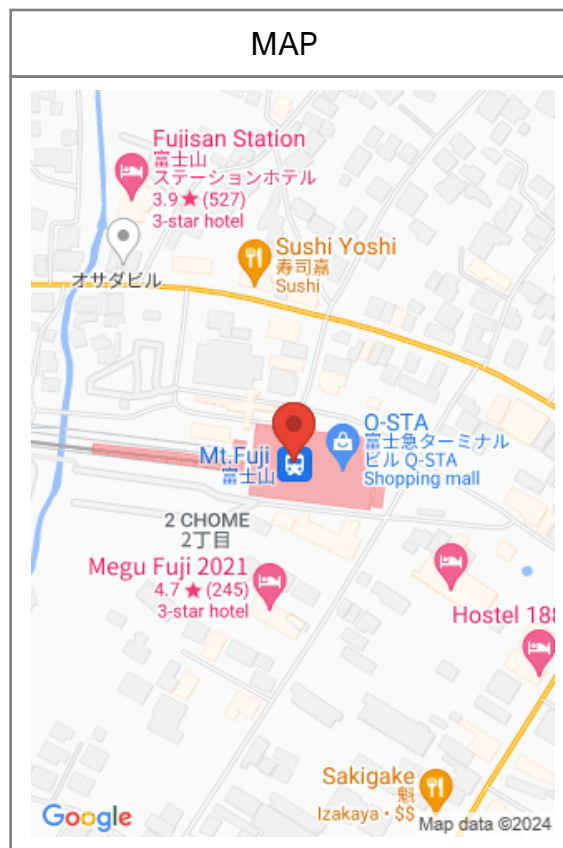 MAP
Fujisan Station
富士山
ステーションホテル
3.9 ★ (527)
3-star hotel
オサダビル
Sushi Yoshi
寿司嘉
Sushi
Mt.Fuji
富士山
Q-STA
富士急ターミナル
ビル Q-STA
Shopping mall
2 CHOME
2丁目
Megu Fuji 2021
4.7 ★ (245)
3-star hotel
Hostel 188
Sakigake
魁
Izakaya • $$
Google
Map data ©2024